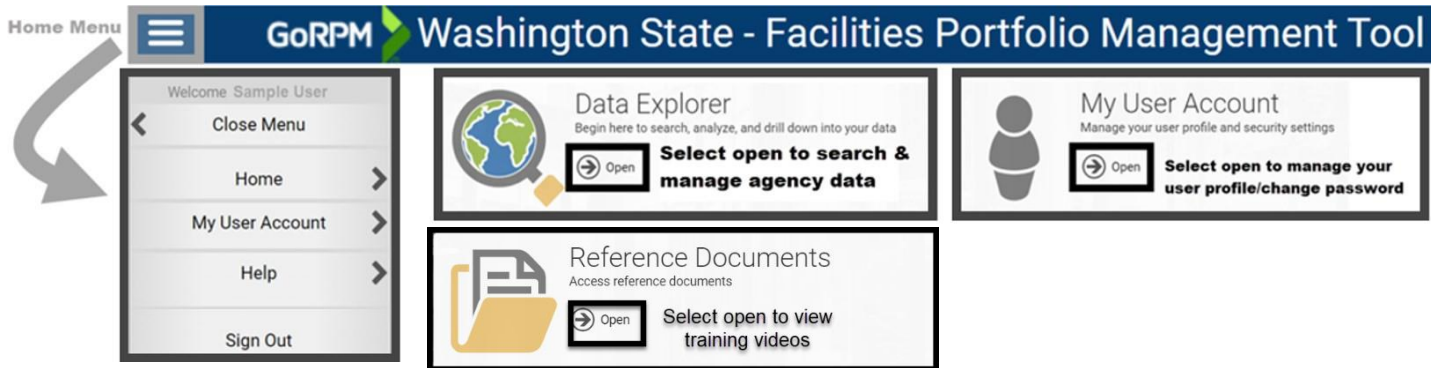 Home Menu
GoRPM Washington State - Facilities Portfolio Management Tool
Welcome Sample User
Close Menu
Home
My User Account
Help
Sign Out
Data Explorer
Begin here to search, analyze, and drill down into your data
Open
Select open to search &
manage agency data
My User Account
Manage your user profile and security settings
Open
Select open to manage your
user profile/change password
Reference Documents
Access reference documents
Open
Select open to view
training videos